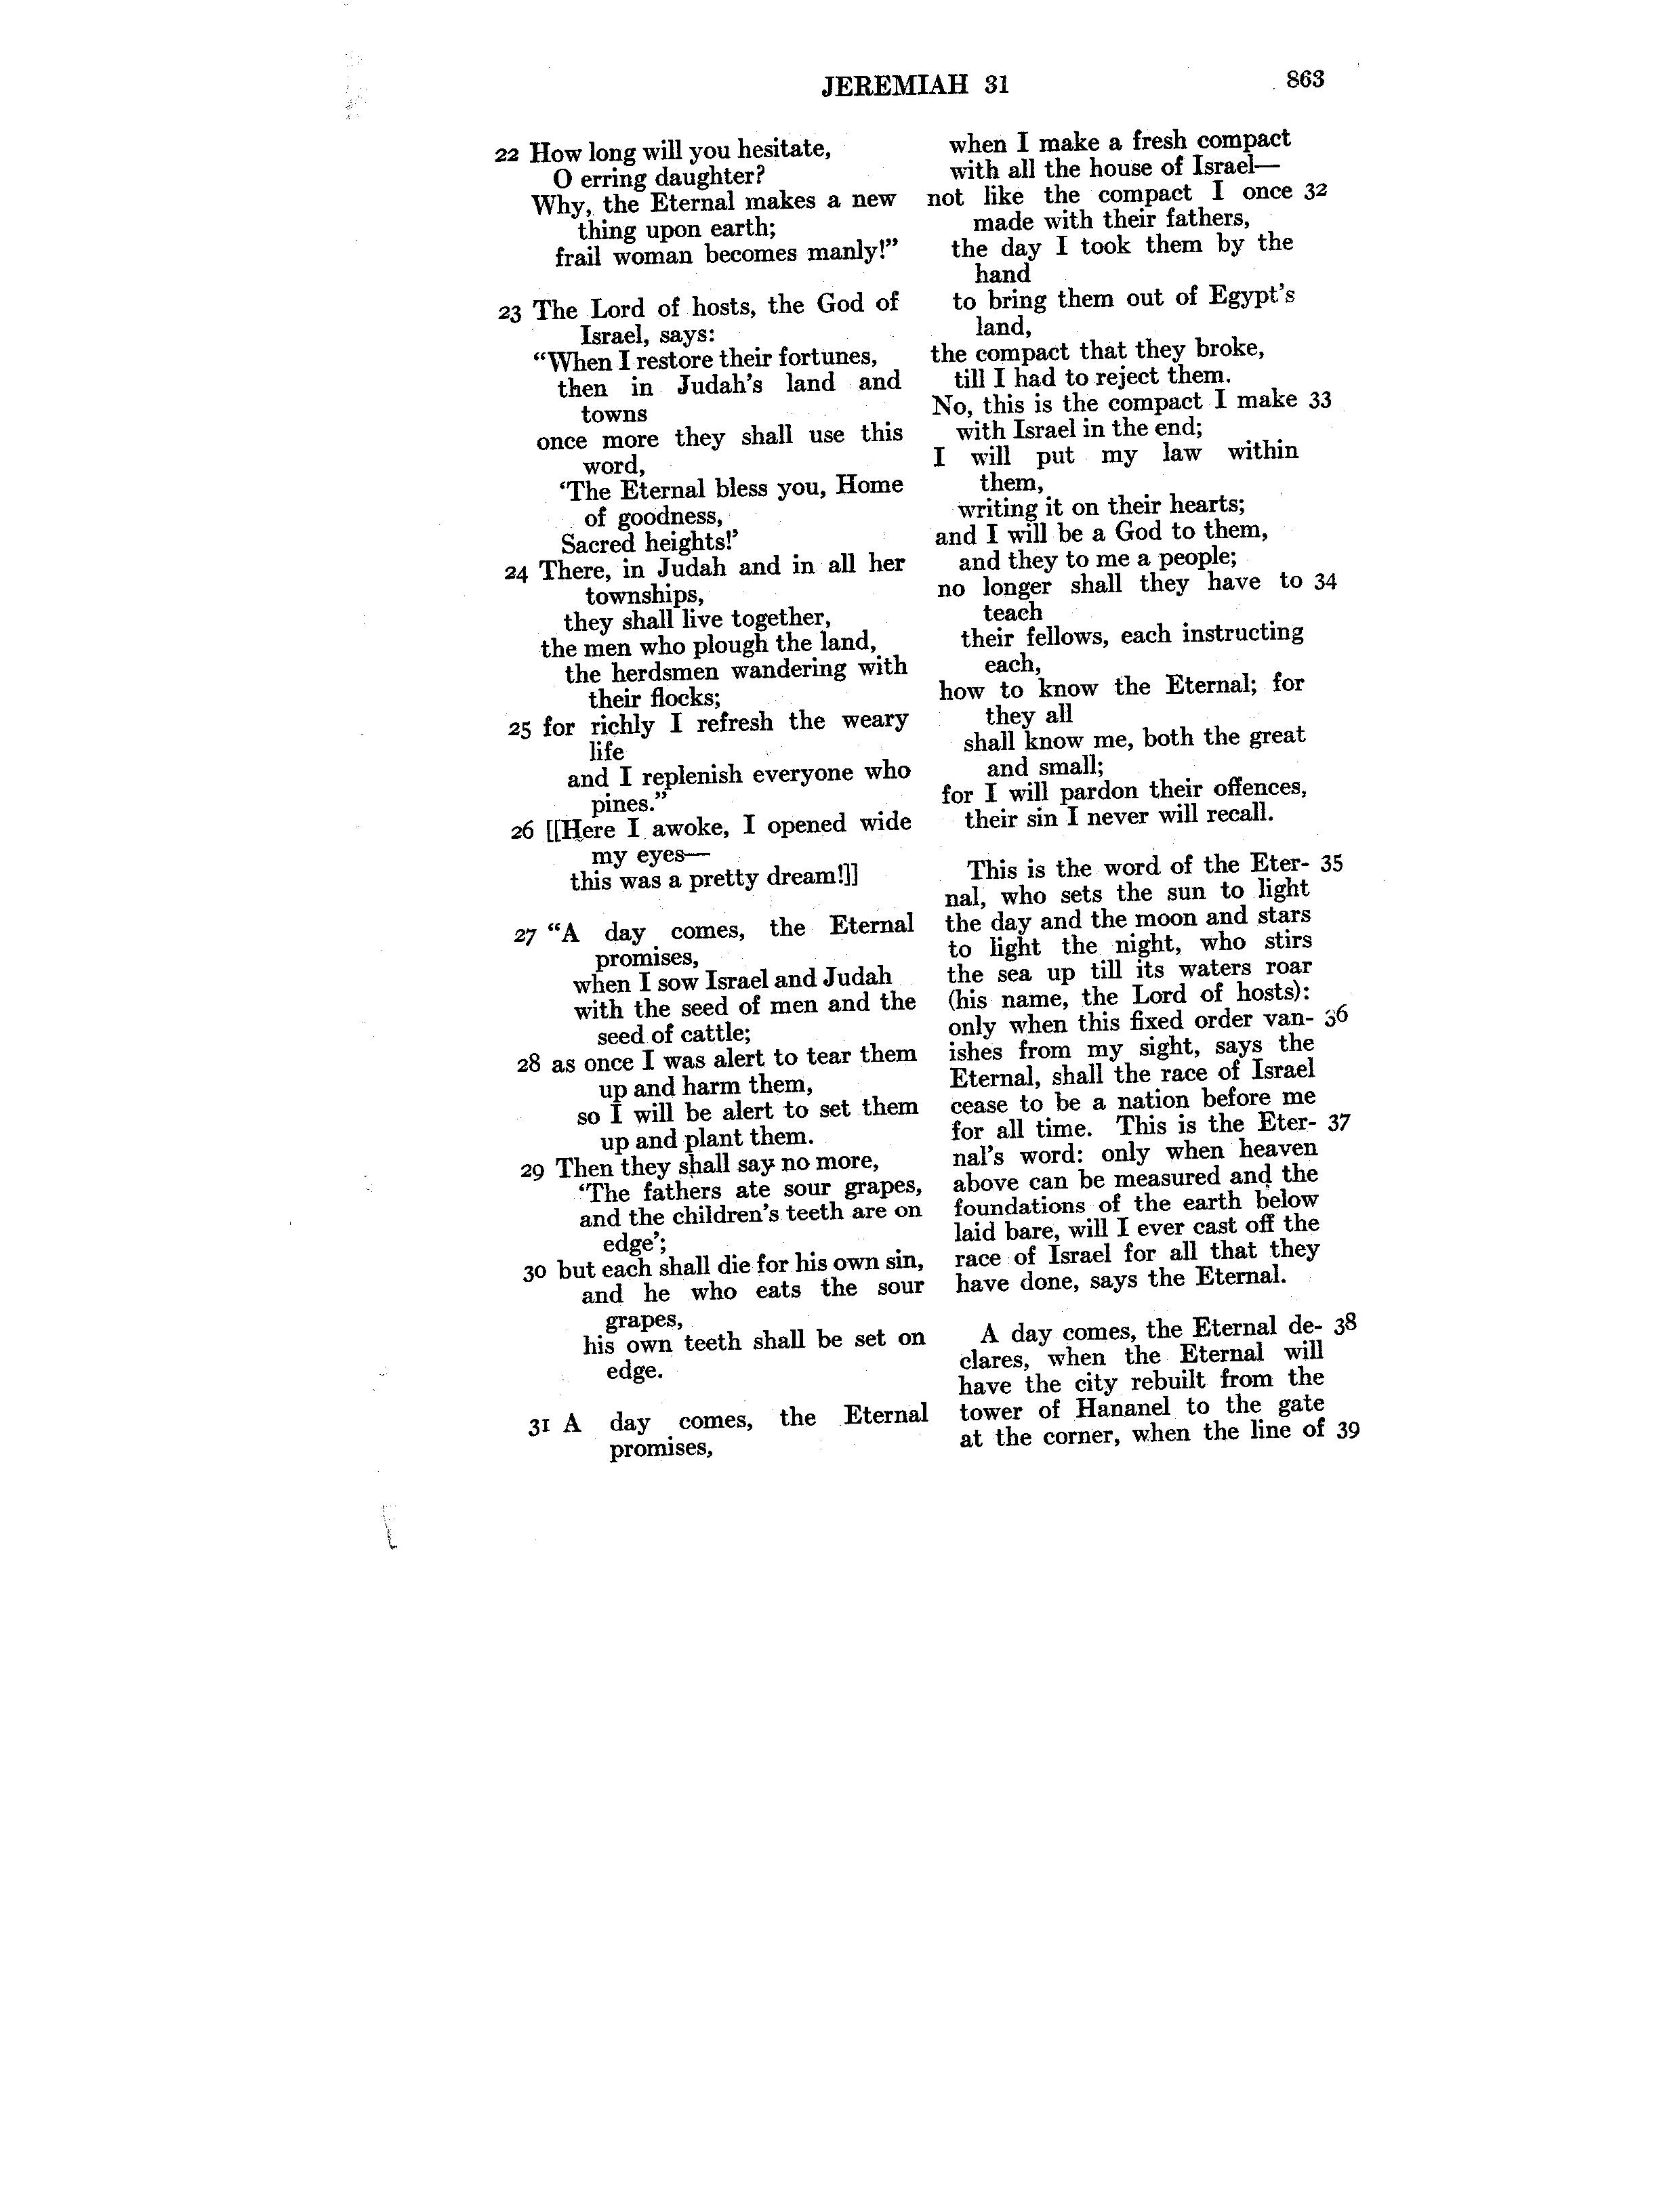 JEREMIAH 31 863
22 How long will you hesitate,
O erring daughter?
Why, the Eternal makes a new
thing upon earth;
frail woman becomes manly!”
23 The Lord of hosts, the God of
Israel, says:
“When I restore their fortunes,
then in Judah’s land and
towns
once more they shall use this
word,
‘The Eternal bless you, Home
of goodness,
Sacred heights!’
24 There, in Judah and in all her
townships,
they shall live together,
the men who plough the land,
the herdsmen wandering with
their flocks;
25 for richly I refresh the weary
life
and I replenish everyone who
pines.”
26 [[Here I awoke, I opened wide
my eyes—
this was a pretty dream!]]
27 “A day comes, the Eternal
promises,
when I sow Israel and Judah
with the seed of men and the
seed of cattle;
28 as once I was alert to tear them
up and harm them,
so I will be alert to set them
up and plant them.
29 Then they shall say no more,
‘The fathers ate sour grapes,
and the children’s teeth are on
edge’;
30 but each shall die for his own sin,
and he who eats the sour
grapes,
his own teeth shall be set on
edge.
31 A day comes, the Eternal
promises,
when I make a fresh compact
with all the house of Israel—
not like the compact I once 32
made with their fathers,
the day I took them by the
hand
to bring them out of Egypt’s
land,
the compact that they broke,
till I had to reject them.
No, this is the compact I make 33
with Israel in the end;
I will put my law within
them,
writing it on their hearts;
and I will be a God to them,
and they to me a people;
no longer shall they have to 34
teach
their fellows, each instructing
each,
how to know the Eternal; for
they all
shall know me, both the great
and small;
for I will pardon their offences,
their sin I never will recall.
This is the word of the Eter- 35
nal, who sets the sun to light
the day and the moon and stars
to light the night, who stirs
the sea up till its waters roar
(his name, the Lord of hosts):
only when this fixed order van- 36
ishes from my sight, says the
Eternal, shall the race of Israel
cease to be a nation before me
for all time. This is the Eter- 37
nal’s word: only when heaven
above can be measured and the
foundations of the earth below
laid bare, will I ever cast off the
race of Israel for all that they
have done, says the Eternal.
A day comes, the Eternal de- 38
clares, when the Eternal will
have the city rebuilt from the
tower of Hananel to the gate
at the corner, when the line of 39